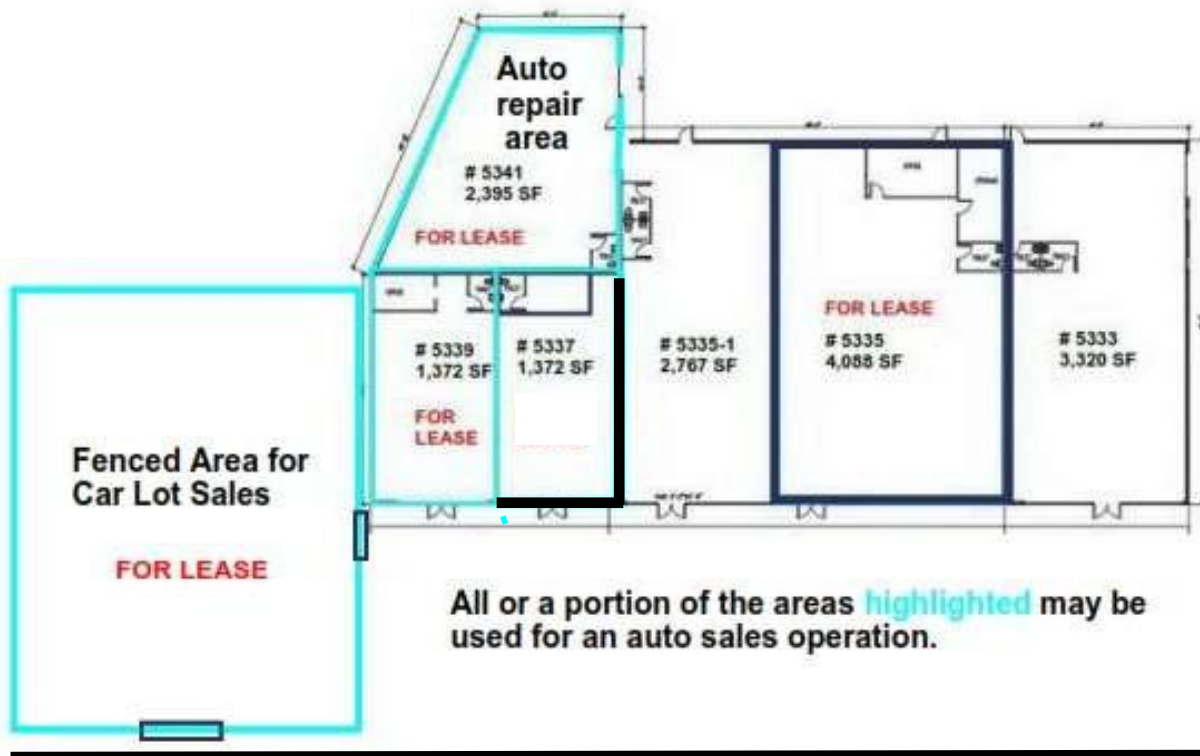 Auto
repair
area
# 5341
2,395 SF
FOR LEASE
# 5339
1,372 SF
FOR
LEASE
# 5337
1,372 SF
# 5335-1
2,767 SF
FOR LEASE
# 5335
4,088 SF
# 5333
3,320 SF
Fenced Area for
Car Lot Sales
FOR LEASE
All or a portion of the areas highlighted may be
used for an auto sales operation.